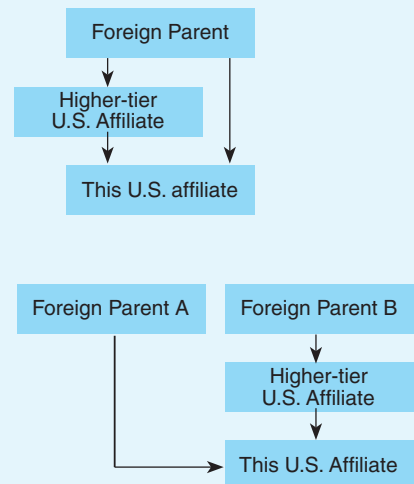 Foreign Parent
Higher-tier
U.S. Affiliate
This U.S. affiliate
Foreign Parent A
Foreign Parent B
Higher-tier
U.S. Affiliate
This U.S. Affiliate